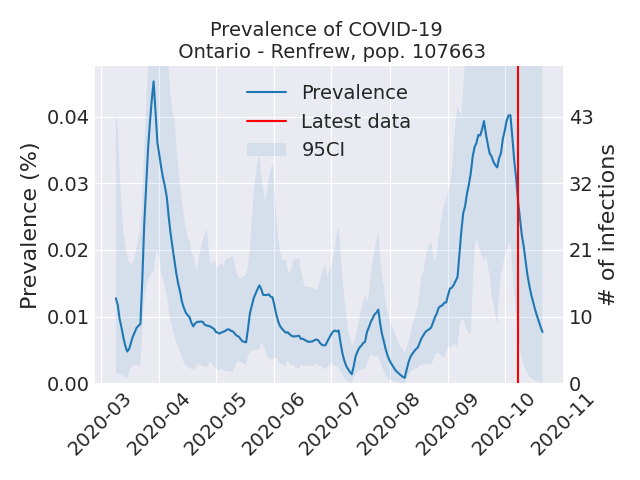 Prevalence of COVID-19
Ontario - Renfrew, pop. 107663
Prevalence
Latest data
95CI
Prevalence (%)
0.04
0.03
0.02
0.01
0.00
# of infections
43
32
21
10
0
2020-03
2020-04
2020-05
2020-06
2020-07
2020-08
2020-09
2020-10
2020-11